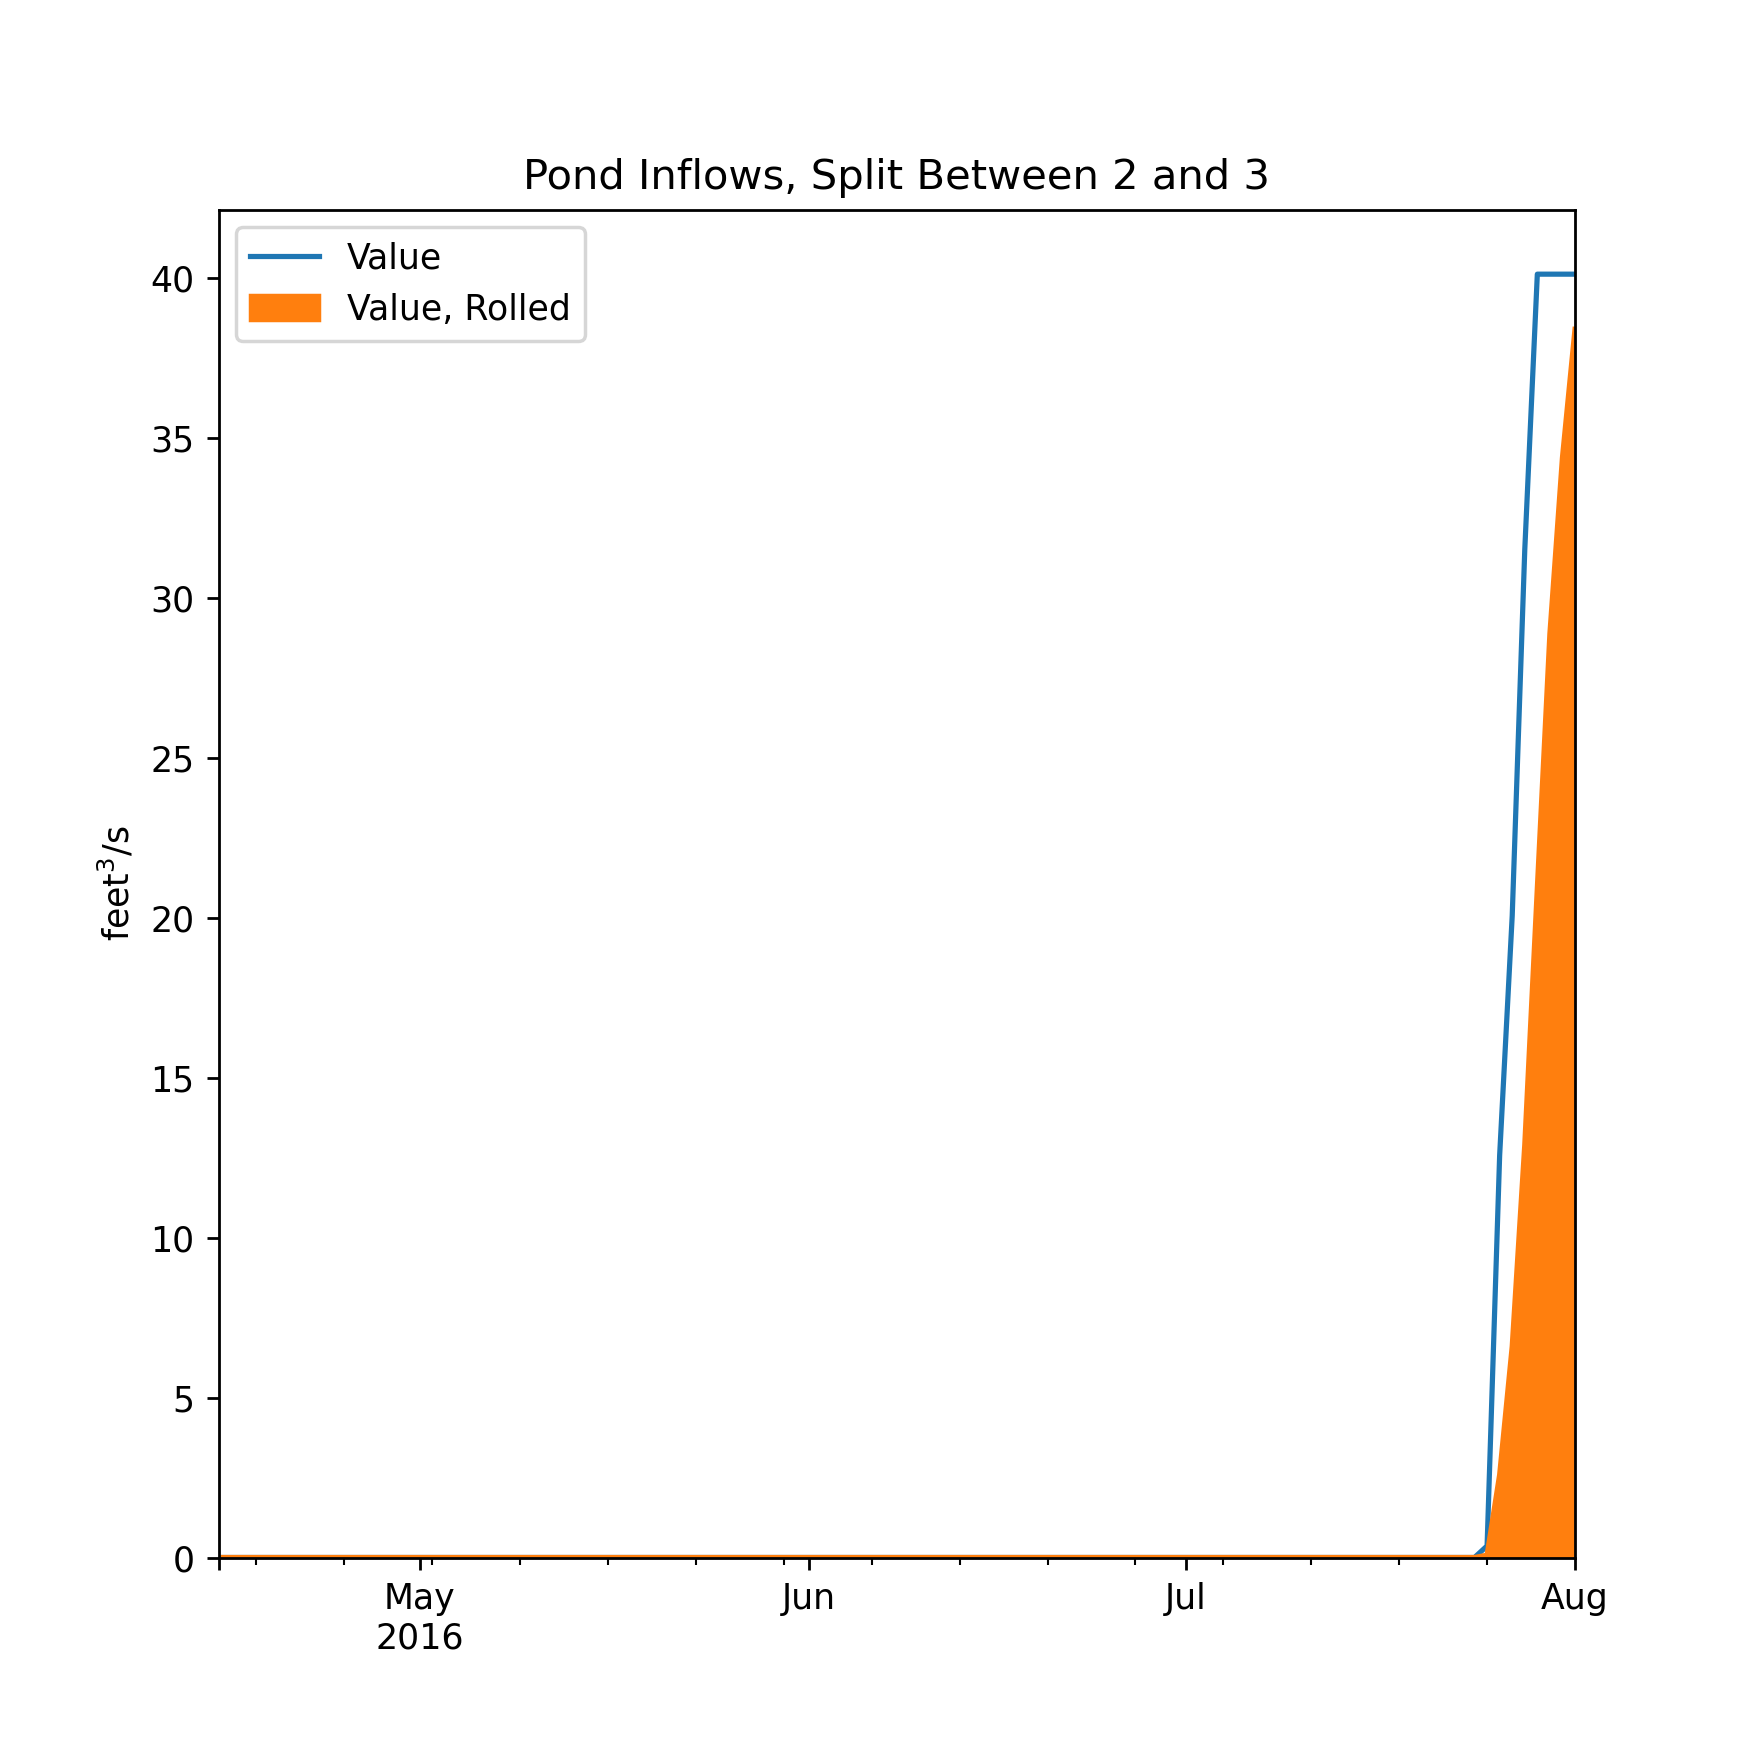 Pond Inflows, Split Between 2 and 3
Value
Value, Rolled
40
35
30
25
20
15
10
5
0
feet³/s
May
2016
Jun
Jul
Aug